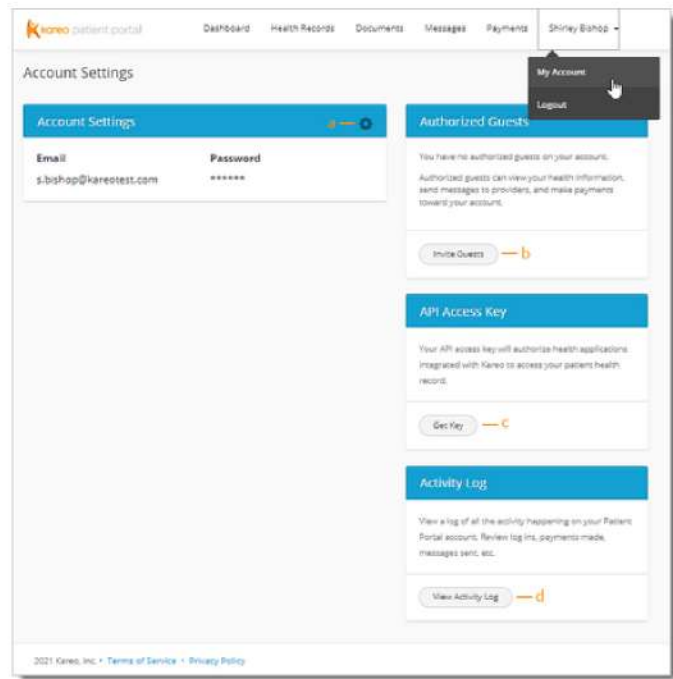 kareo patient portal Dashboard Health Records Documents Messages Payments Shirley Bishop
My Account
Logout
Account Settings
Account Settings a
Email Password
s.bishop@kareotest.com ******
Authorized Guests
You have no authorized guests on your account.
Authorized guests can view your health information,
send messages to providers, and make payments
toward your account.
Invite Guests b
API Access Key
Your API access key will authorize health applications
integrated with Kareo to access your patient health
record.
Get Key c
Activity Log
View a log of all the activity happening on your Patient
Portal account. Review log ins, payments made,
messages sent, etc.
View Activity Log d
2021 Kareo, Inc. • Terms of Service • Privacy Policy